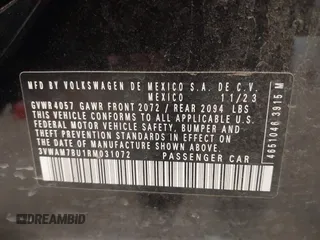 MFD. BY VOLKSWAGEN DE MEXICO S.A. DE C.V.
MEXICO 11/23
GVWR 4057 GAWR FRONT 2072 / REAR 2094 LBS
THIS VEHICLE CONFORMS TO ALL APPLICABLE
FEDERAL MOTOR VEHICLE SAFETY, BUMPER AND
THEFT PREVENTION STANDARDS IN EFFECT ON
THE DATE OF MANUFACTURE SHOWN ABOVE.
3VWAM7BU1RM031072 PASSENGER CAR
4651046 3915 M
DREAMBID